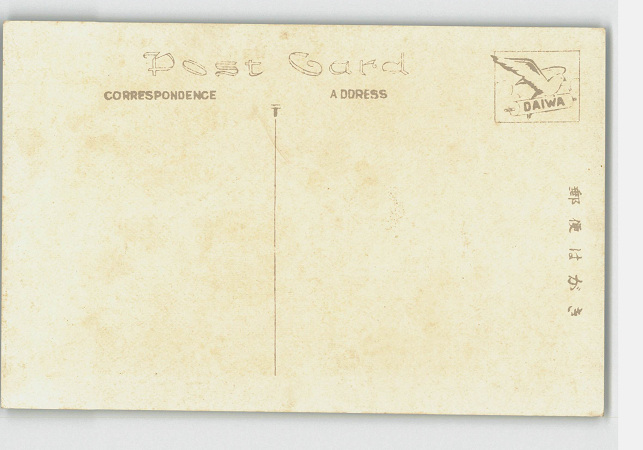 Post Card
CORRESPONDENCE
ADDRESS
DAIWA
郵便はがき